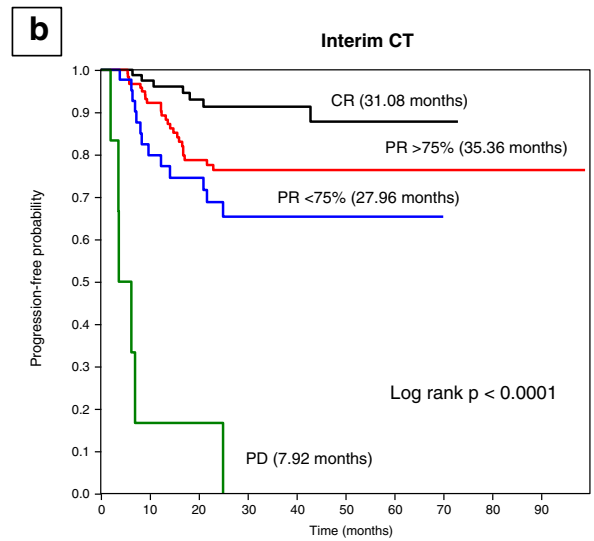 b
Interim CT
1.0
CR (31.08 months)
0.9
PR >75% (35.36 months)
0.8
0.7
PR <75% (27.96 months)
0.6
0.5
0.4
0.3
Log rank p < 0.0001
0.2
0.1
PD (7.92 months)
0.0
Progression-free probability
0 10 20 30 40 50 60 70 80 90
Time (months)